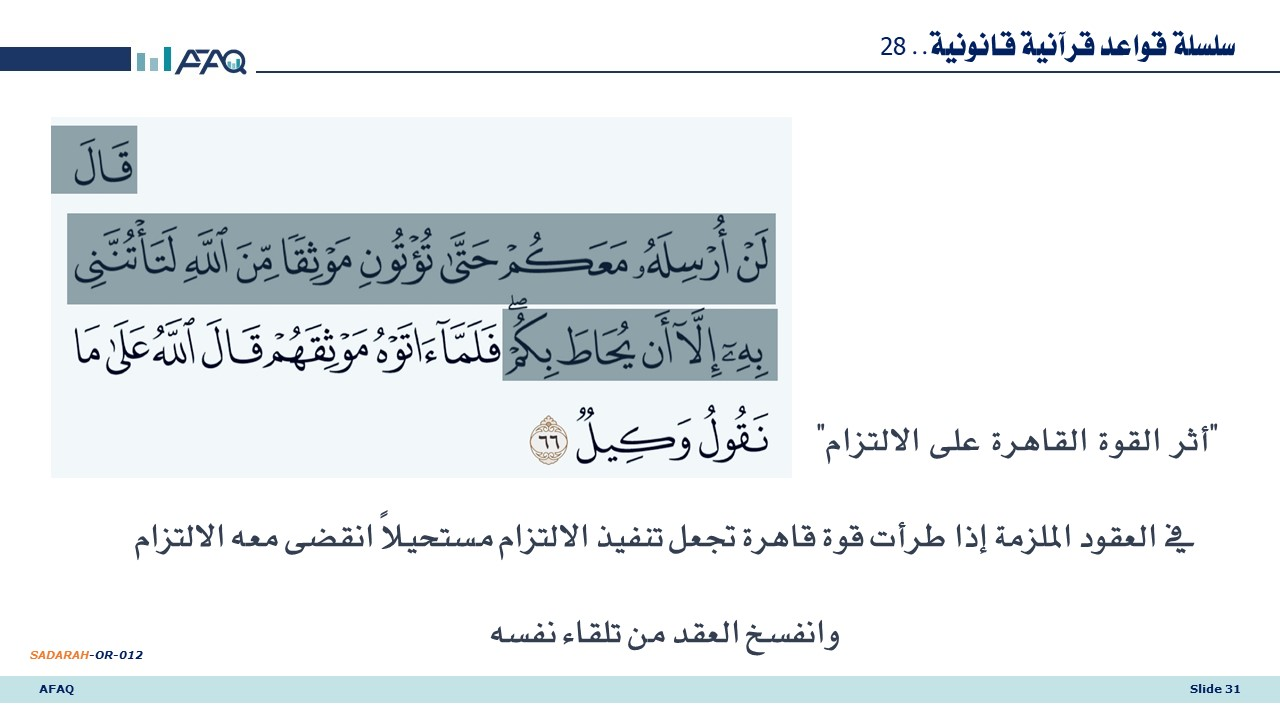 سلسلة قواعد قرآنية قانونية.. 28
AFAQ
قَالَ
لَنْ أُرْسِلَهُۥ مَعَكُمْ حَتَّىٰ تُؤْتُونِ مَوْثِقًا مِّنَ ٱللَّهِ لَتَأْتُنَّنِى
بِهِۦٓ إِلَّآ أَن يُحَاطَ بِكُمْ ۖ فَلَمَّآ ءَاتَوْهُ مَوْثِقَهُمْ قَالَ ٱللَّهُ عَلَىٰ مَا
نَقُولُ وَكِيلٌ ٦٦
"أثر القوة القاهرة على الالتزام"
في العقود الملزمة إذا طرأت قوة قاهرة تجعل تنفيذ الالتزام مستحيلاً انقضى معه الالتزام
وانفسخ العقد من تلقاء نفسه
SADARAH-OR-012
AFAQ
Slide 31